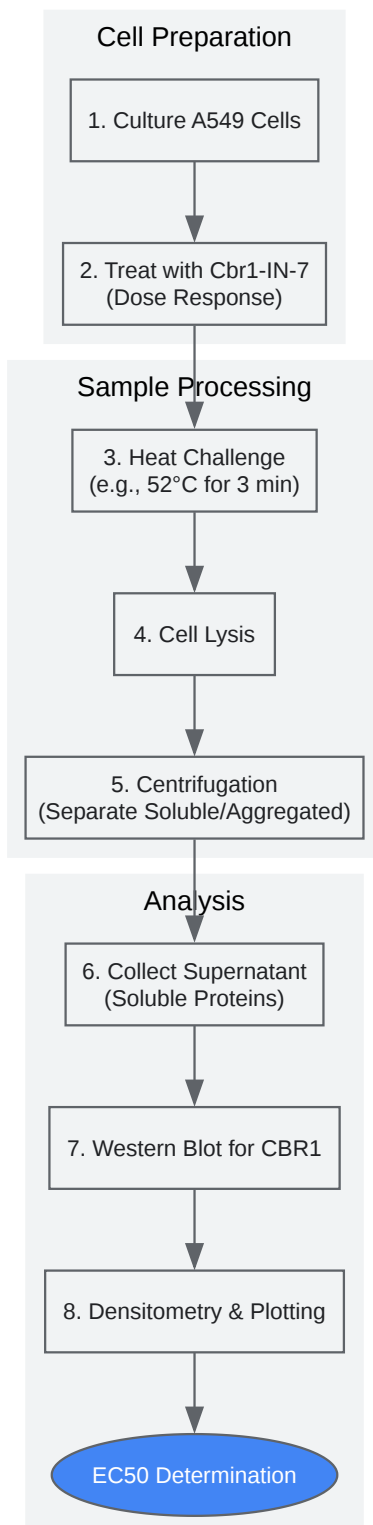 Cell Preparation
1. Culture A549 Cells
2. Treat with Cbr1-IN-7
(Dose Response)
Sample Processing
3. Heat Challenge
(e.g., 52°C for 3 min)
4. Cell Lysis
5. Centrifugation
(Separate Soluble/Aggregated)
Analysis
6. Collect Supernatant
(Soluble Proteins)
7. Western Blot for CBR1
8. Densitometry & Plotting
EC50 Determination